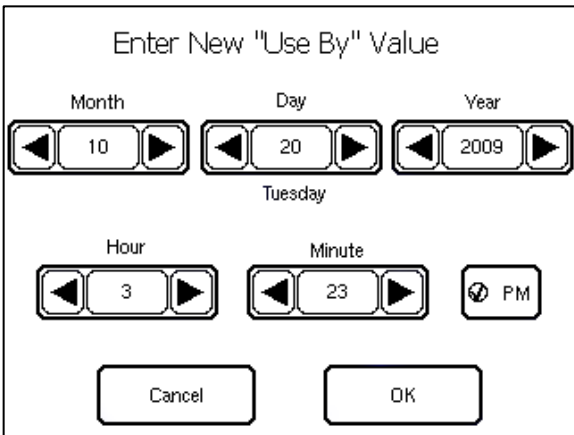 Enter New "Use By" Value
Month Day Year
10 20 2009
Tuesday
Hour Minute
3 23 PM
Cancel OK